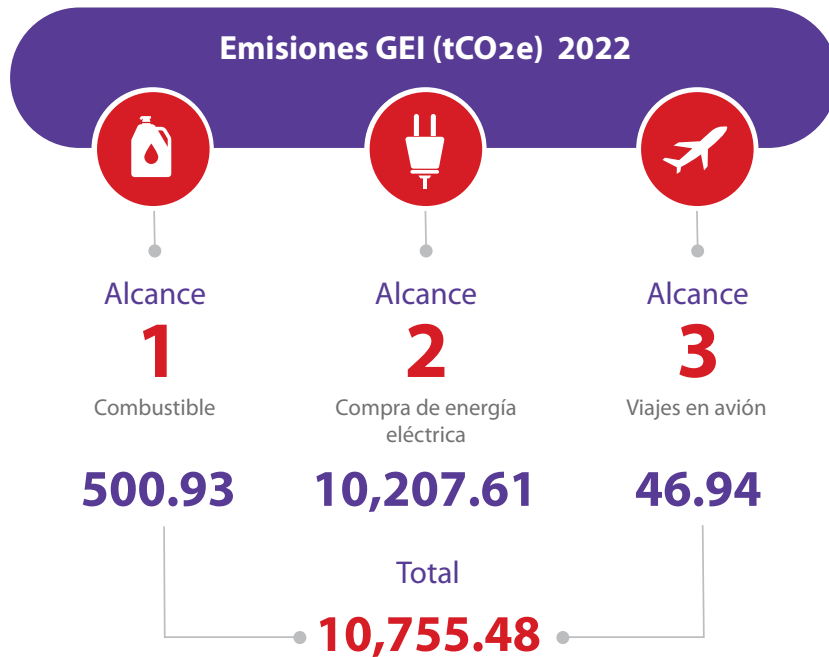 Emisiones GEI (tCO2e) 2022
Alcance
1
Combustible
500.93
Alcance
2
Compra de energía
eléctrica
10,207.61
Alcance
3
Viajes en avión
46.94
Total
10,755.48